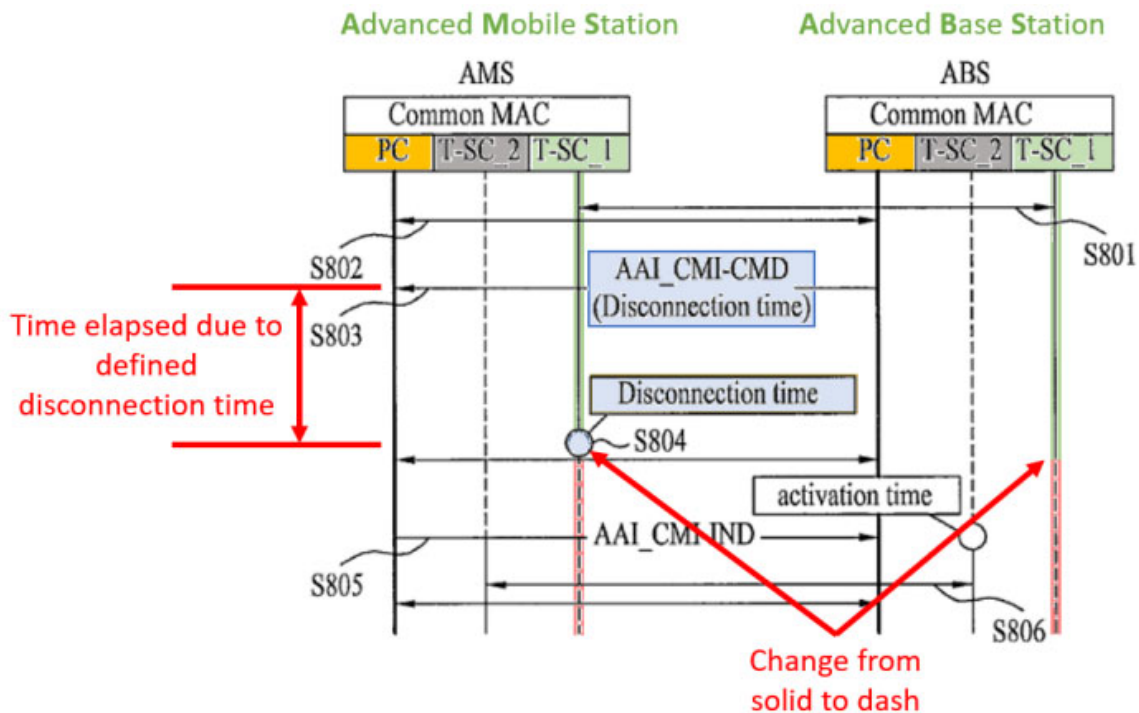 Advanced Mobile Station
Advanced Base Station
AMS
ABS
Common MAC
Common MAC
PC
T-SC_2
T-SC_1
PC
T-SC_2
T-SC_1
S802
S801
AAI_CMI-CMD
(Disconnection time)
S803
Time elapsed due to
defined
disconnection time
Disconnection time
S804
activation time
AAI_CMI-IND
S805
S806
Change from
solid to dash